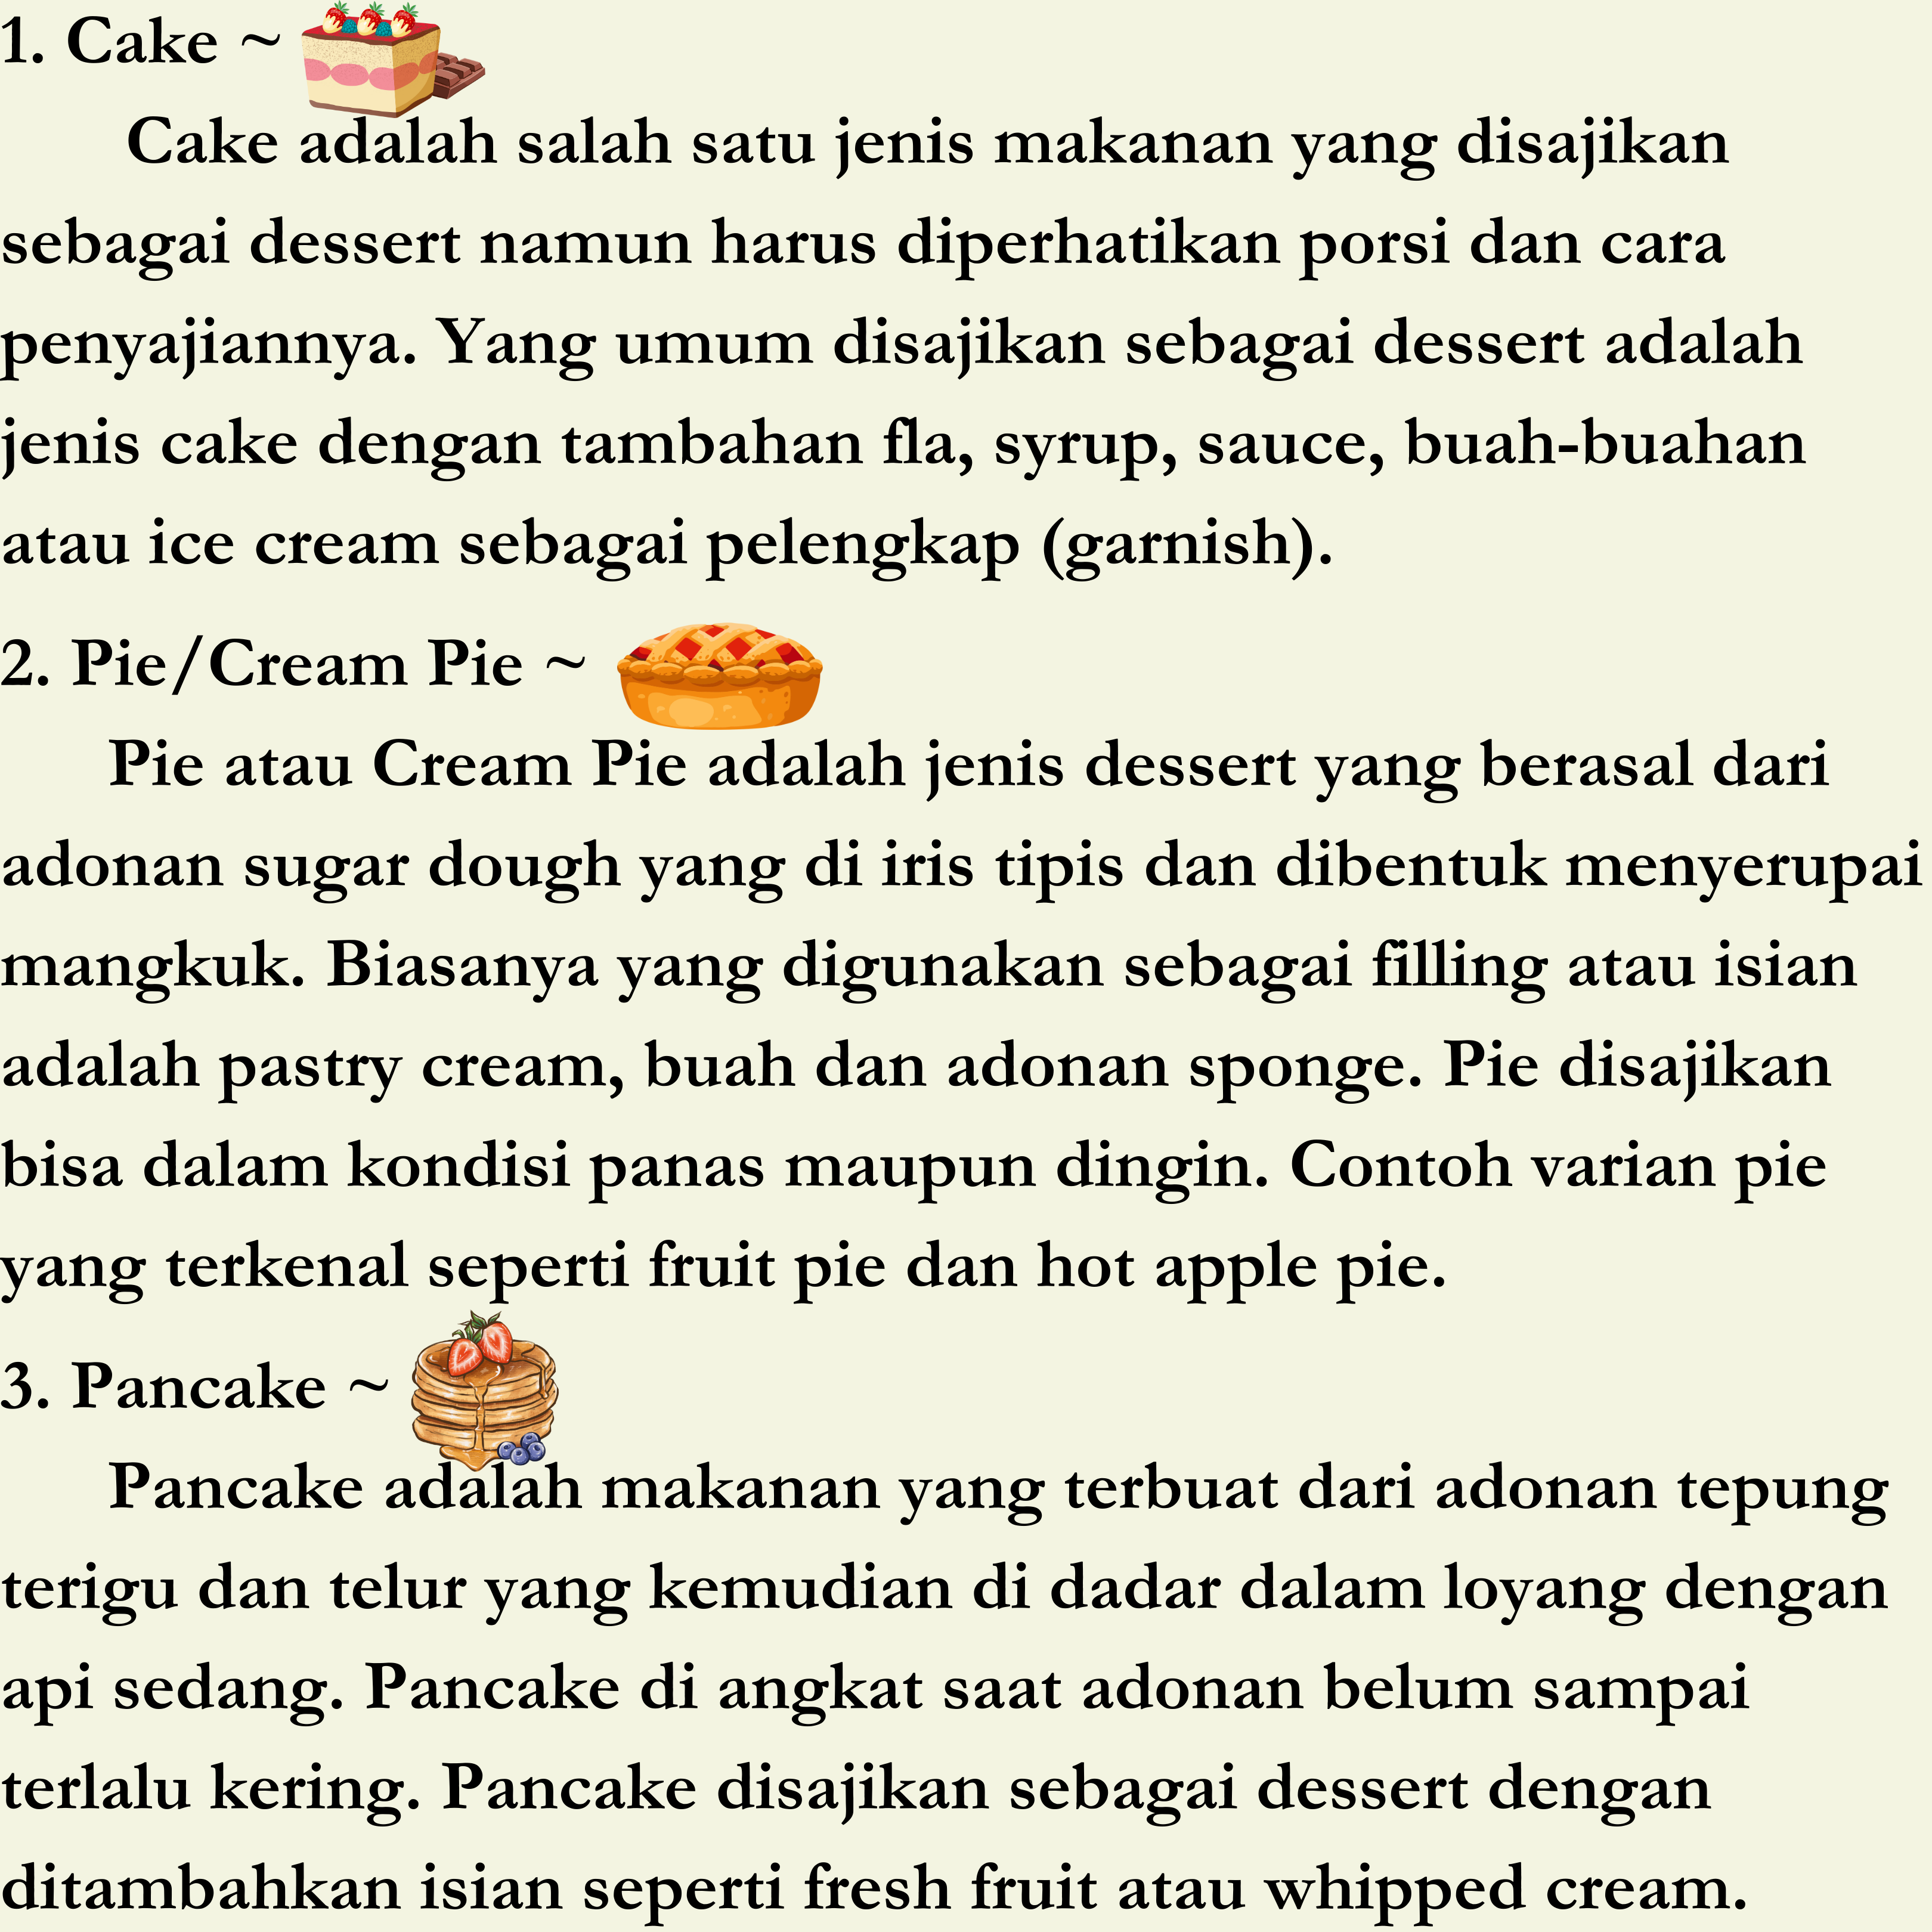 1. Cake ~
Cake adalah salah satu jenis makanan yang disajikan
sebagai dessert namun harus diperhatikan porsi dan cara
penyajiannya. Yang umum disajikan sebagai dessert adalah
jenis cake dengan tambahan fla, syrup, sauce, buah-buahan
atau ice cream sebagai pelengkap (garnish).
2. Pie/Cream Pie ~
Pie atau Cream Pie adalah jenis dessert yang berasal dari
adonan sugar dough yang di iris tipis dan dibentuk menyerupai
mangkuk. Biasanya yang digunakan sebagai filling atau isian
adalah pastry cream, buah dan adonan sponge. Pie disajikan
bisa dalam kondisi panas maupun dingin. Contoh varian pie
yang terkenal seperti fruit pie dan hot apple pie.
3. Pancake ~
Pancake adalah makanan yang terbuat dari adonan tepung
terigu dan telur yang kemudian di dadar dalam loyang dengan
api sedang. Pancake di angkat saat adonan belum sampai
terlalu kering. Pancake disajikan sebagai dessert dengan
ditambahkan isian seperti fresh fruit atau whipped cream.